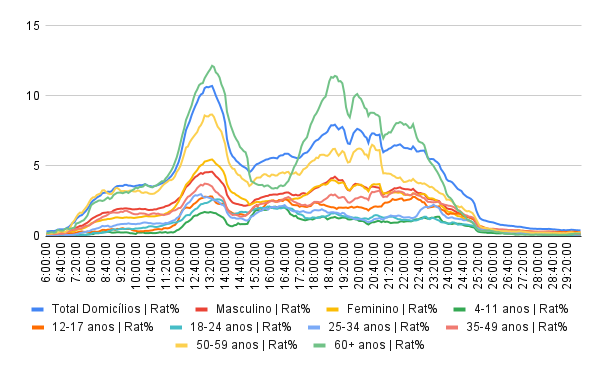 15
10
5
0
6:00:00 6:40:00 7:20:00 8:00:00 8:40:00 9:20:00 10:00:00 10:40:00 11:20:00 12:00:00 12:40:00 13:20:00 14:00:00 14:40:00 15:20:00 16:00:00 16:40:00 17:20:00 18:00:00 18:40:00 19:20:00 20:00:00 20:40:00 21:20:00 22:00:00 22:40:00 23:20:00 24:00:00 24:40:00 25:20:00 26:00:00 26:40:00 27:20:00 28:00:00 28:40:00 29:20:00
Total Domicílios | Rat% Masculino | Rat% Feminino | Rat% 4-11 anos | Rat%
12-17 anos | Rat% 18-24 anos | Rat% 25-34 anos | Rat% 35-49 anos | Rat%
50-59 anos | Rat% 60+ anos | Rat%